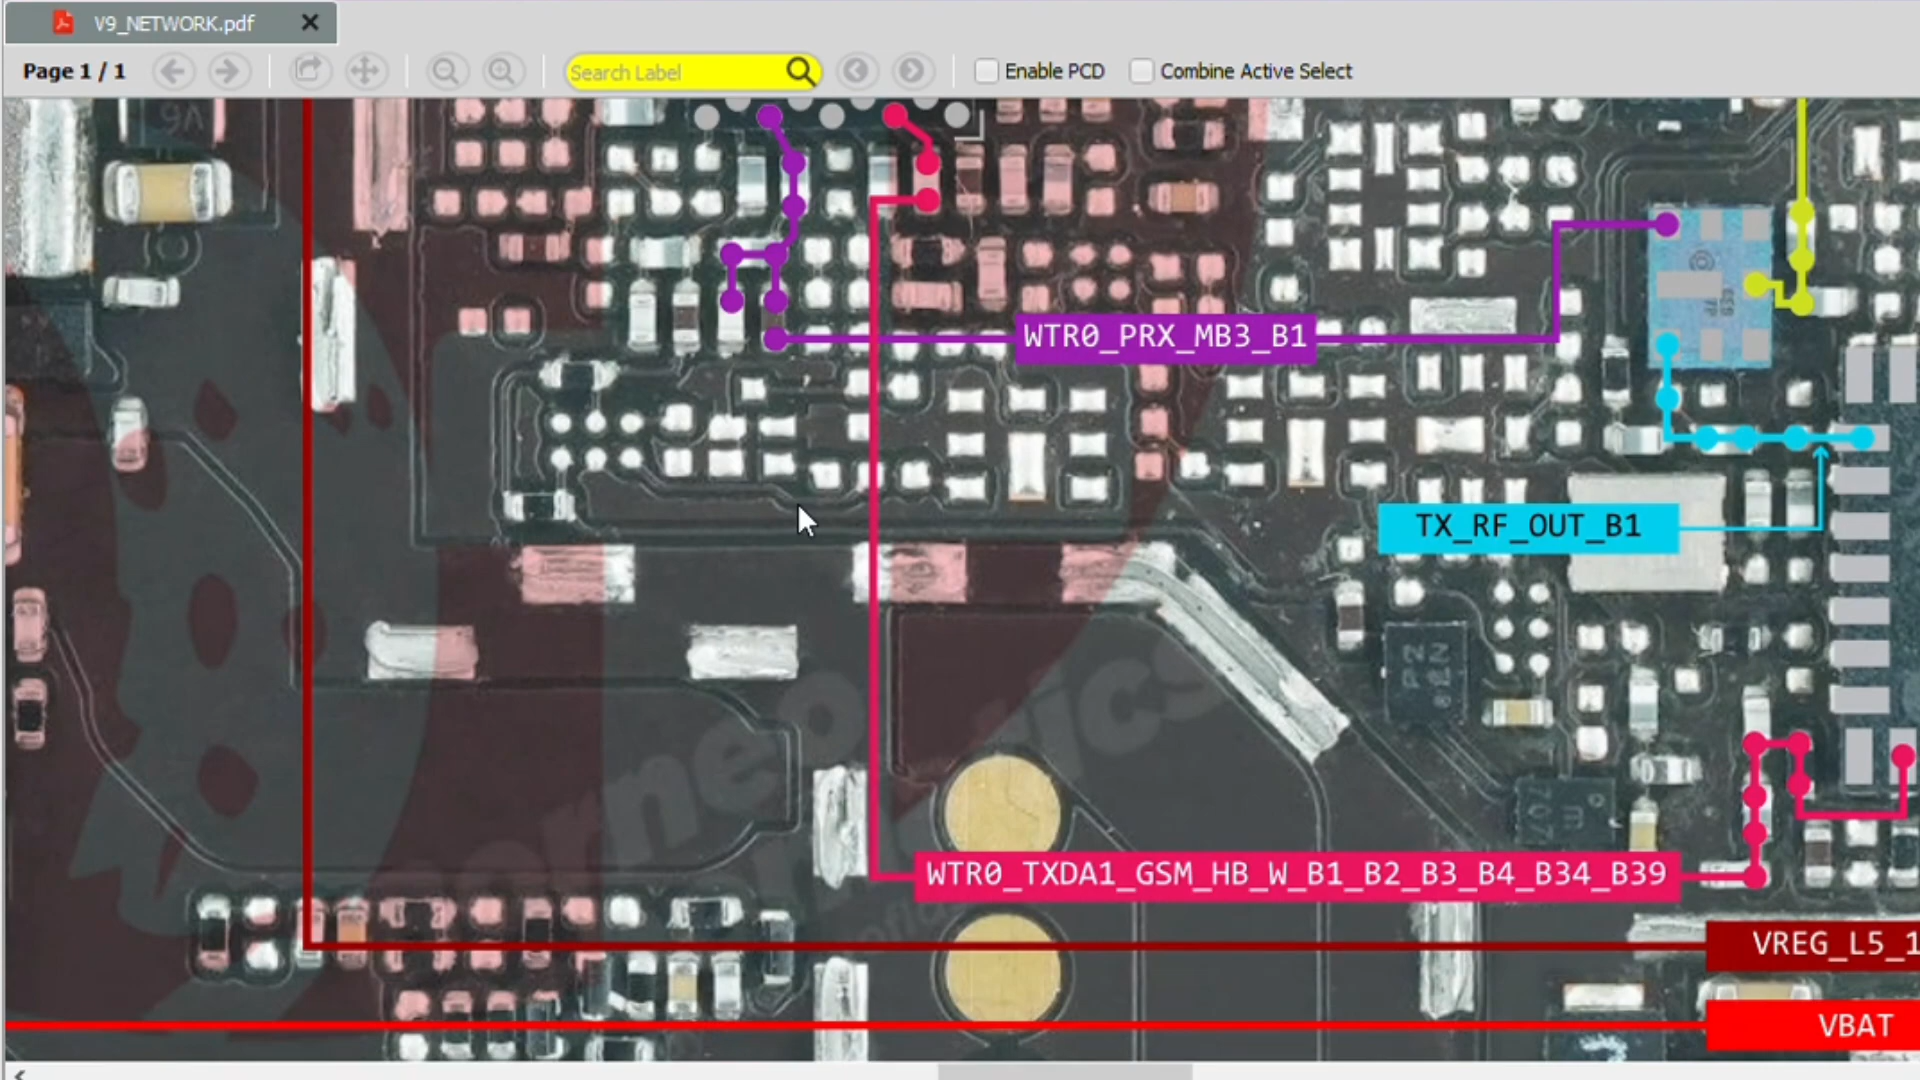 V9_NETWORK.pdf
Page 1 / 1
Search Label
Enable PCD
Combine Active Select
WTR0_PRX_MB3_B1
TX_RF_OUT_B1
WTR0_TXDA1_GSM_HB_W_B1_B2_B3_B4_B34_B39
VREG_L5_1
VBAT